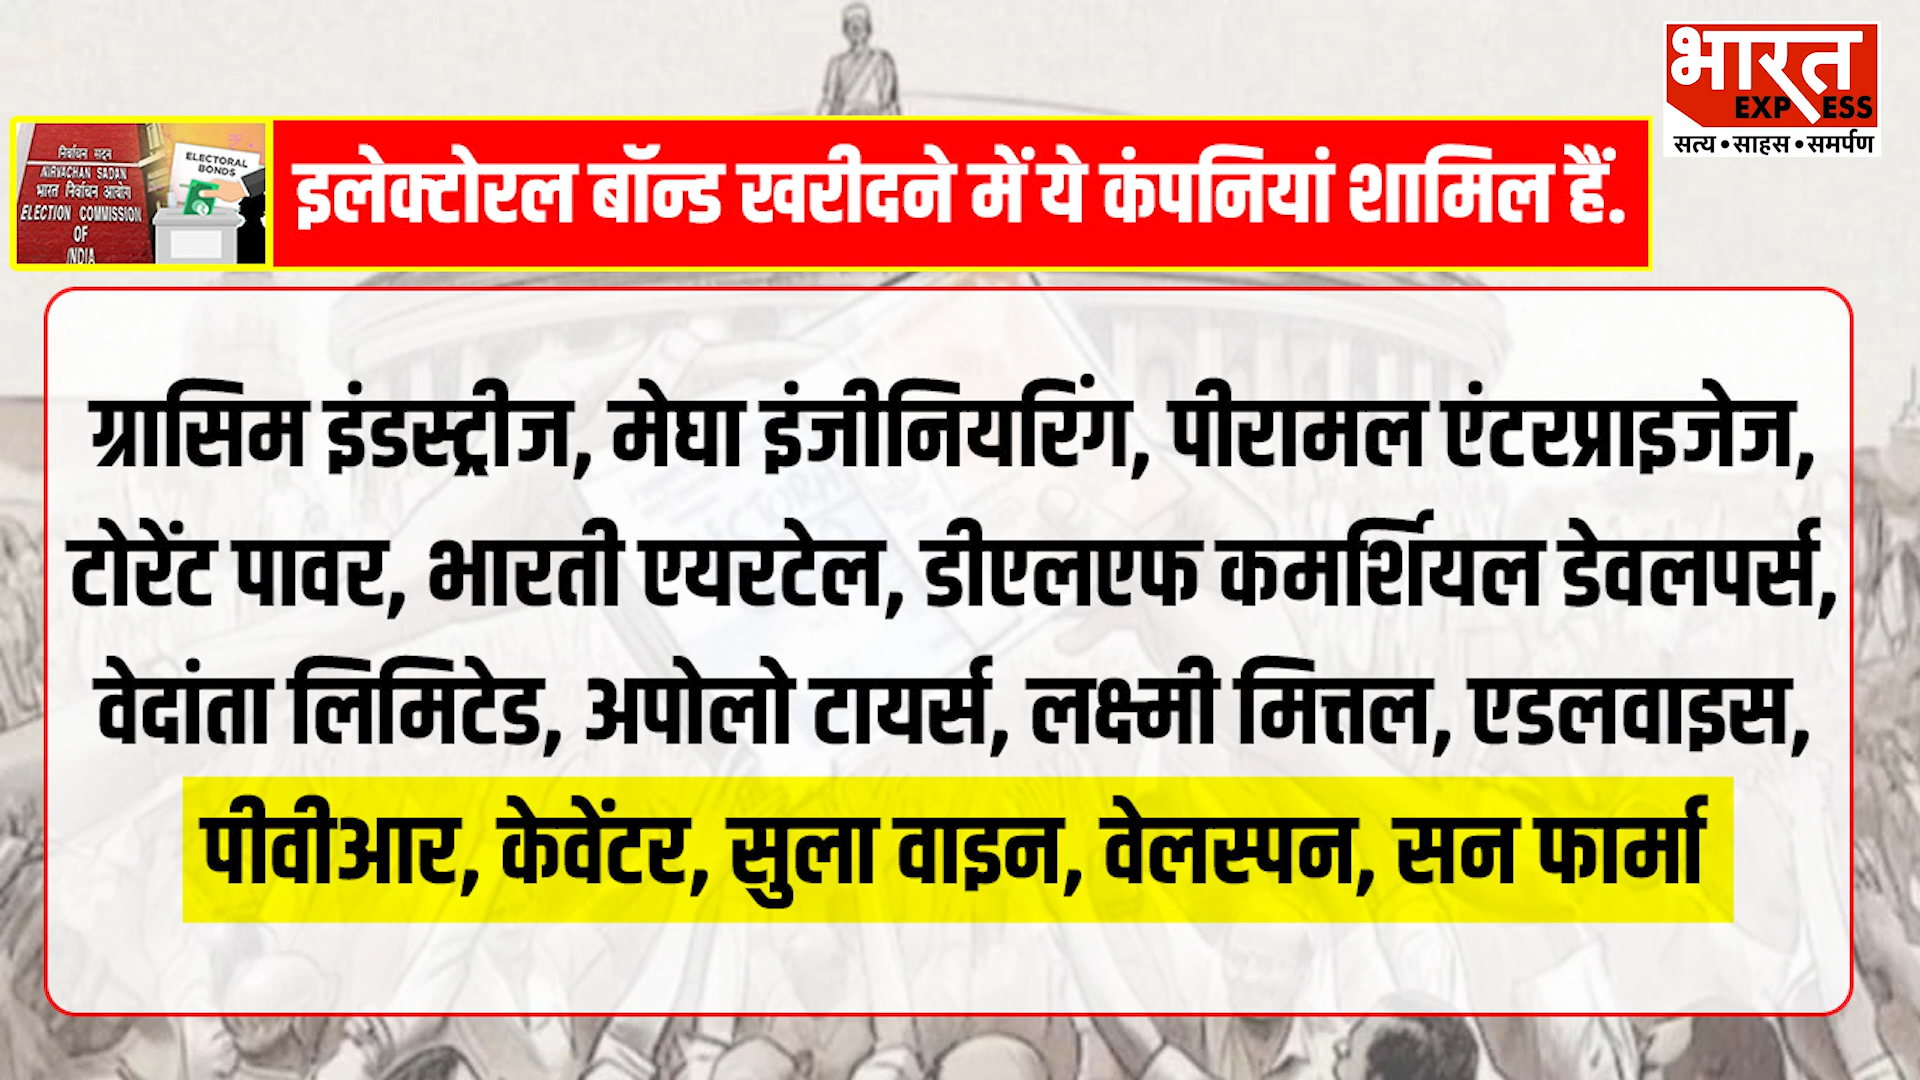 भारत
EXPRESS
सत्य • साहस • समर्पण
निर्वाचन सदन
NIRVACHAN SADAN
भारत निर्वाचन आयोग
ELECTION COMMISSION
OF
INDIA
ELECTORAL
BONDS
इलेक्टोरल बॉन्ड खरीदने में ये कंपनियां शामिल हैं.
ग्रासिम इंडस्ट्रीज, मेघा इंजीनियरिंग, पीरामल एंटरप्राइजेज,
टोरेंट पावर, भारती एयरटेल, डीएलएफ कमर्शियल डेवलपर्स,
वेदांता लिमिटेड, अपोलो टायर्स, लक्ष्मी मित्तल, एडलवाइस,
पीवीआर, केवेंटर, सुला वाइन, वेलस्पन, सन फार्मा